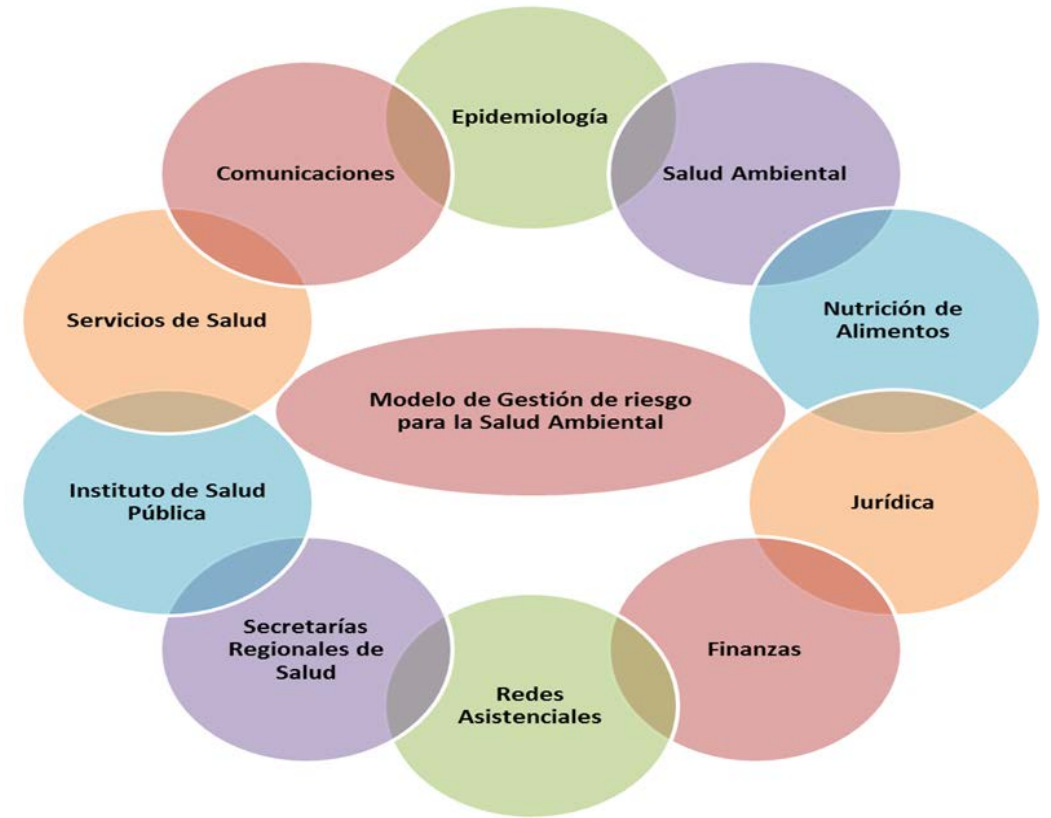 Epidemiología
Salud Ambiental
Nutrición de
Alimentos
Jurídica
Finanzas
Redes
Asistenciales
Secretarías
Regionales de
Salud
Instituto de Salud
Pública
Servicios de Salud
Comunicaciones
Modelo de Gestión de riesgo
para la Salud Ambiental